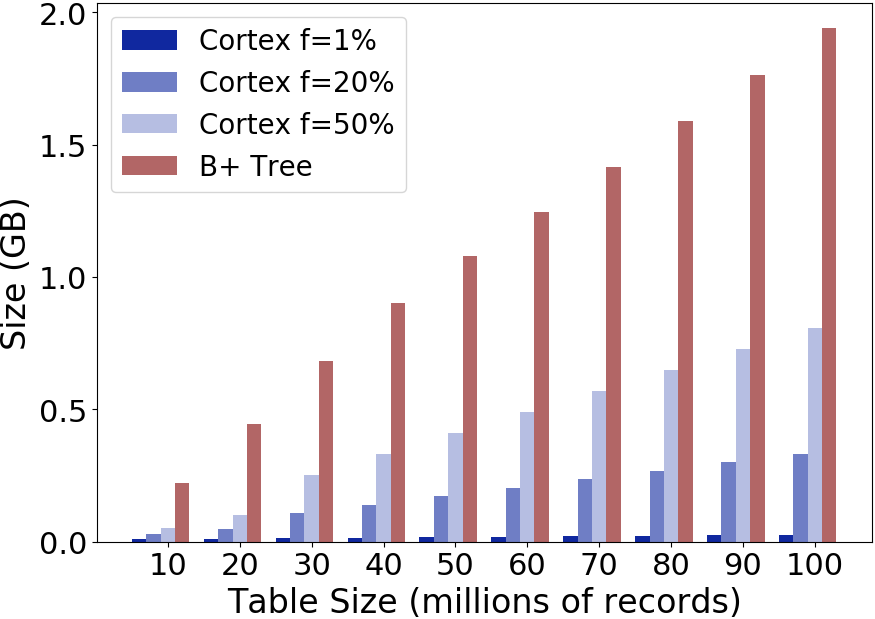 Cortex f=1%
Cortex f=20%
Cortex f=50%
B+ Tree
2.0
1.5
1.0
0.5
0.0
Size (GB)
10 20 30 40 50 60 70 80 90 100
Table Size (millions of records)